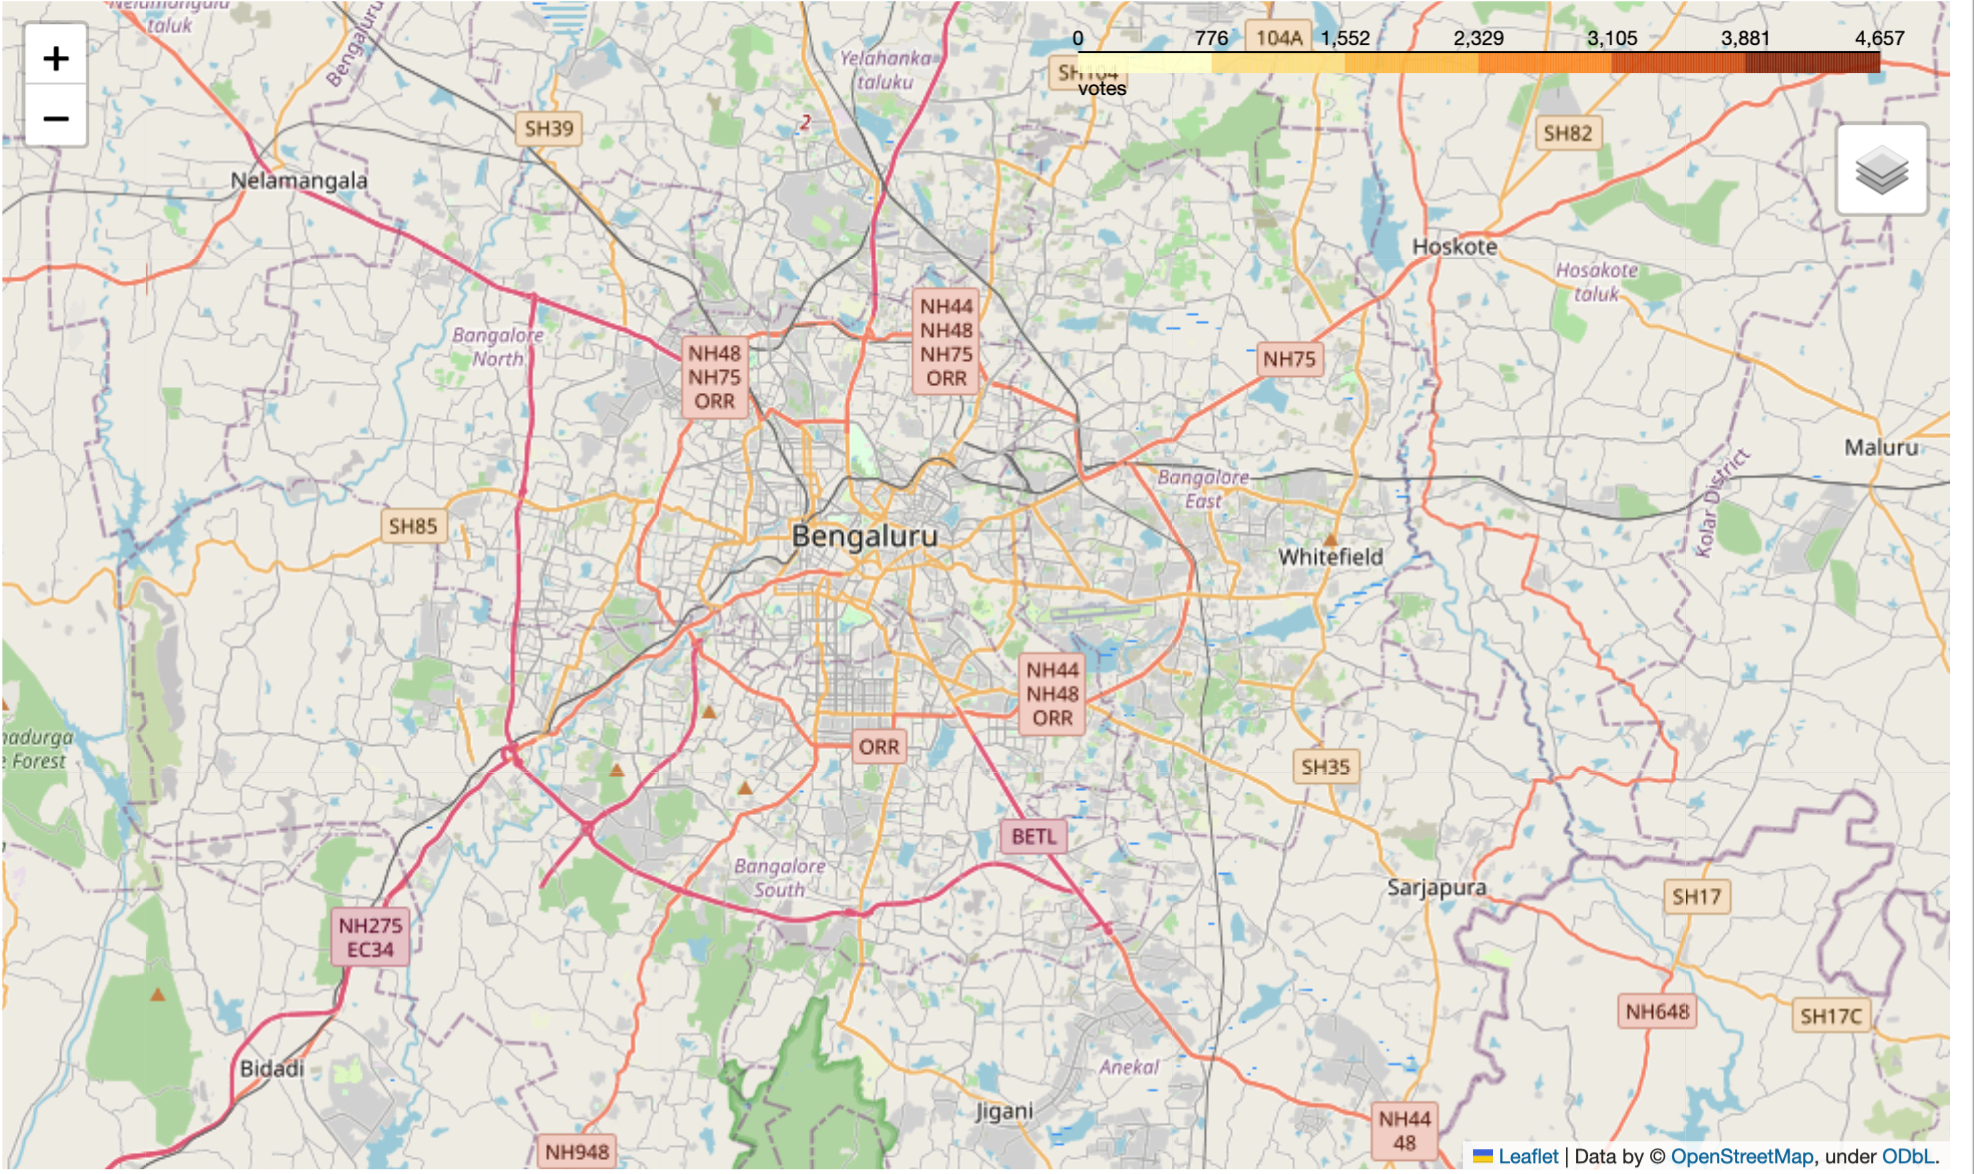 Nelamangala
taluk
Bengaluru
Yelahanka
taluku
0 776 1,552 2,329 3,105 3,881 4,657
104A
SH104
votes
+
−
SH39
2
SH82
Nelamangala
Hoskote
Hosakote
taluk
NH44
NH48
NH75
ORR
Bangalore
North
NH48
NH75
ORR
NH75
Maluru
Kolar District
Bangalore
East
SH85
Bengaluru
Whitefield
NH44
NH48
ORR
ORR
adurga
e Forest
SH35
BETL
Bangalore
South
Sarjapura
SH17
NH275
EC34
NH648
SH17C
Bidadi
Anekal
Jigani
NH44
48
NH948
Leaflet | Data by © OpenStreetMap, under ODbL.